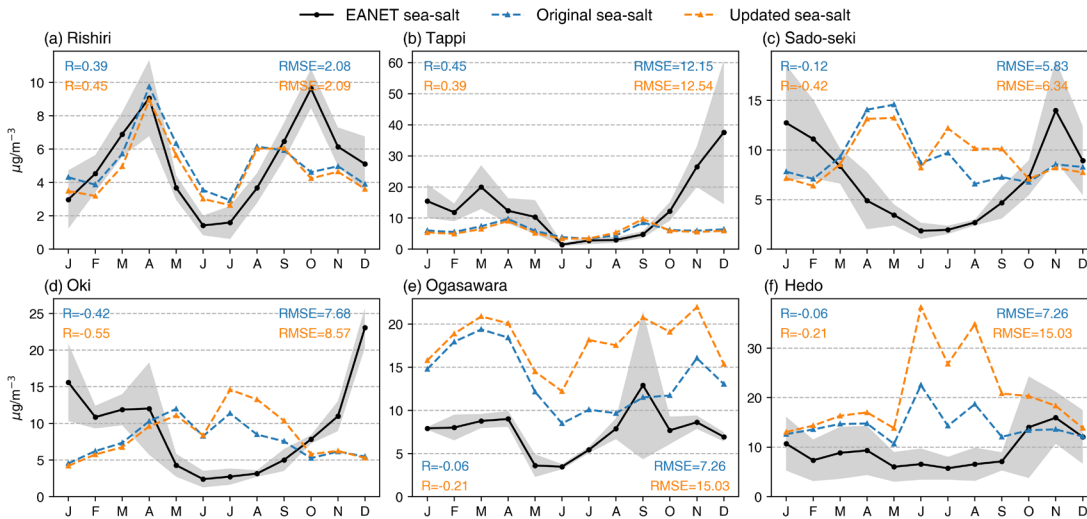 EANET sea-salt Original sea-salt Updated sea-salt
(a) Rishiri (b) Tappi (c) Sado-seki
R=0.39 RMSE=2.08 R=0.45 RMSE=12.15 R=-0.12 RMSE=5.83
R=0.45 RMSE=2.09 R=0.39 RMSE=12.54 R=-0.42 RMSE=6.34
μg/m⁻³
10
8
6
4
2
0
60
50
40
30
20
10
0
15
10
5
0
J F M A M J J A S O N D J F M A M J J A S O N D J F M A M J J A S O N D
(d) Oki (e) Ogasawara (f) Hedo
R=-0.42 RMSE=7.68 R=-0.06 RMSE=7.26
R=-0.55 RMSE=8.57 R=-0.21 RMSE=15.03
μg/m⁻³
25
20
15
10
5
0
20
15
10
5
0
R=-0.06 RMSE=7.26
R=-0.21 RMSE=15.03
30
20
10
0
J F M A M J J A S O N D J F M A M J J A S O N D J F M A M J J A S O N D